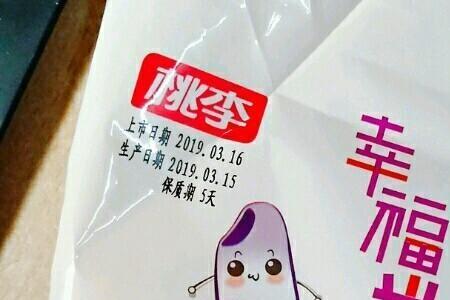 桃李
上市日期 2019.03.16
生产日期 2019.03.15
保质期 5天
幸福